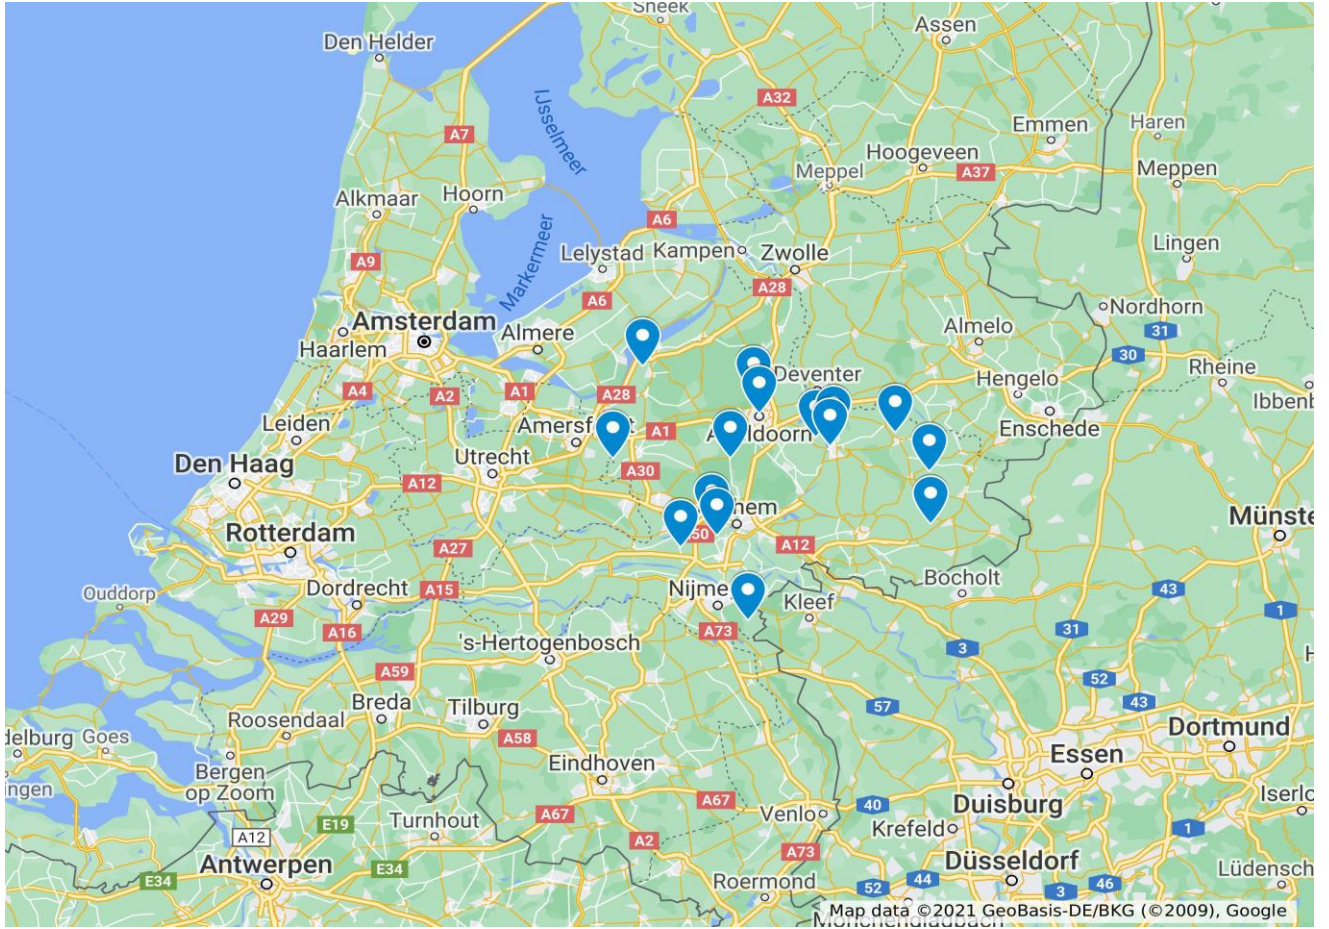 Sneek
Assen
Den Helder
A32
IJsselmeer
A7
Emmen
Haren
Hoogeveen
Meppel
A37
Meppen
Alkmaar
Hoorn
A6
Markermeer
Lelystad
Kampen
Zwolle
Lingen
A9
A6
A28
Nordhorn
Amsterdam
Almere
Almelo
31
30
Haarlem
Rheine
Deventer
Hengelo
A4
A2
A1
A28
Leiden
Amersf
t
A1
A
ldoorn
Enschede
Den Haag
Utrecht
A30
A12
Münste
nem
50
Rotterdam
A27
A12
Bocholt
Ouddorp
Dordrecht
A15
Nijme
Kleef
43
A29
A16
A73
31
1
's-Hertogenbosch
3
A59
52
43
57
Breda
Tilburg
Roosendaal
A58
delburg
Goes
Dortmund
Essen
Eindhoven
ingen
Bergen
op Zoom
A67
A67
Venlo
40
Duisburg
Iserlo
E19
Turnhout
Krefeld
A12
A2
1
A73
Antwerpen
E34
E34
Düsseldorf
Lüdensch
Roermond
52
44
3
46
Map data ©2021 GeoBasis-DE/BKG (©2009), Google